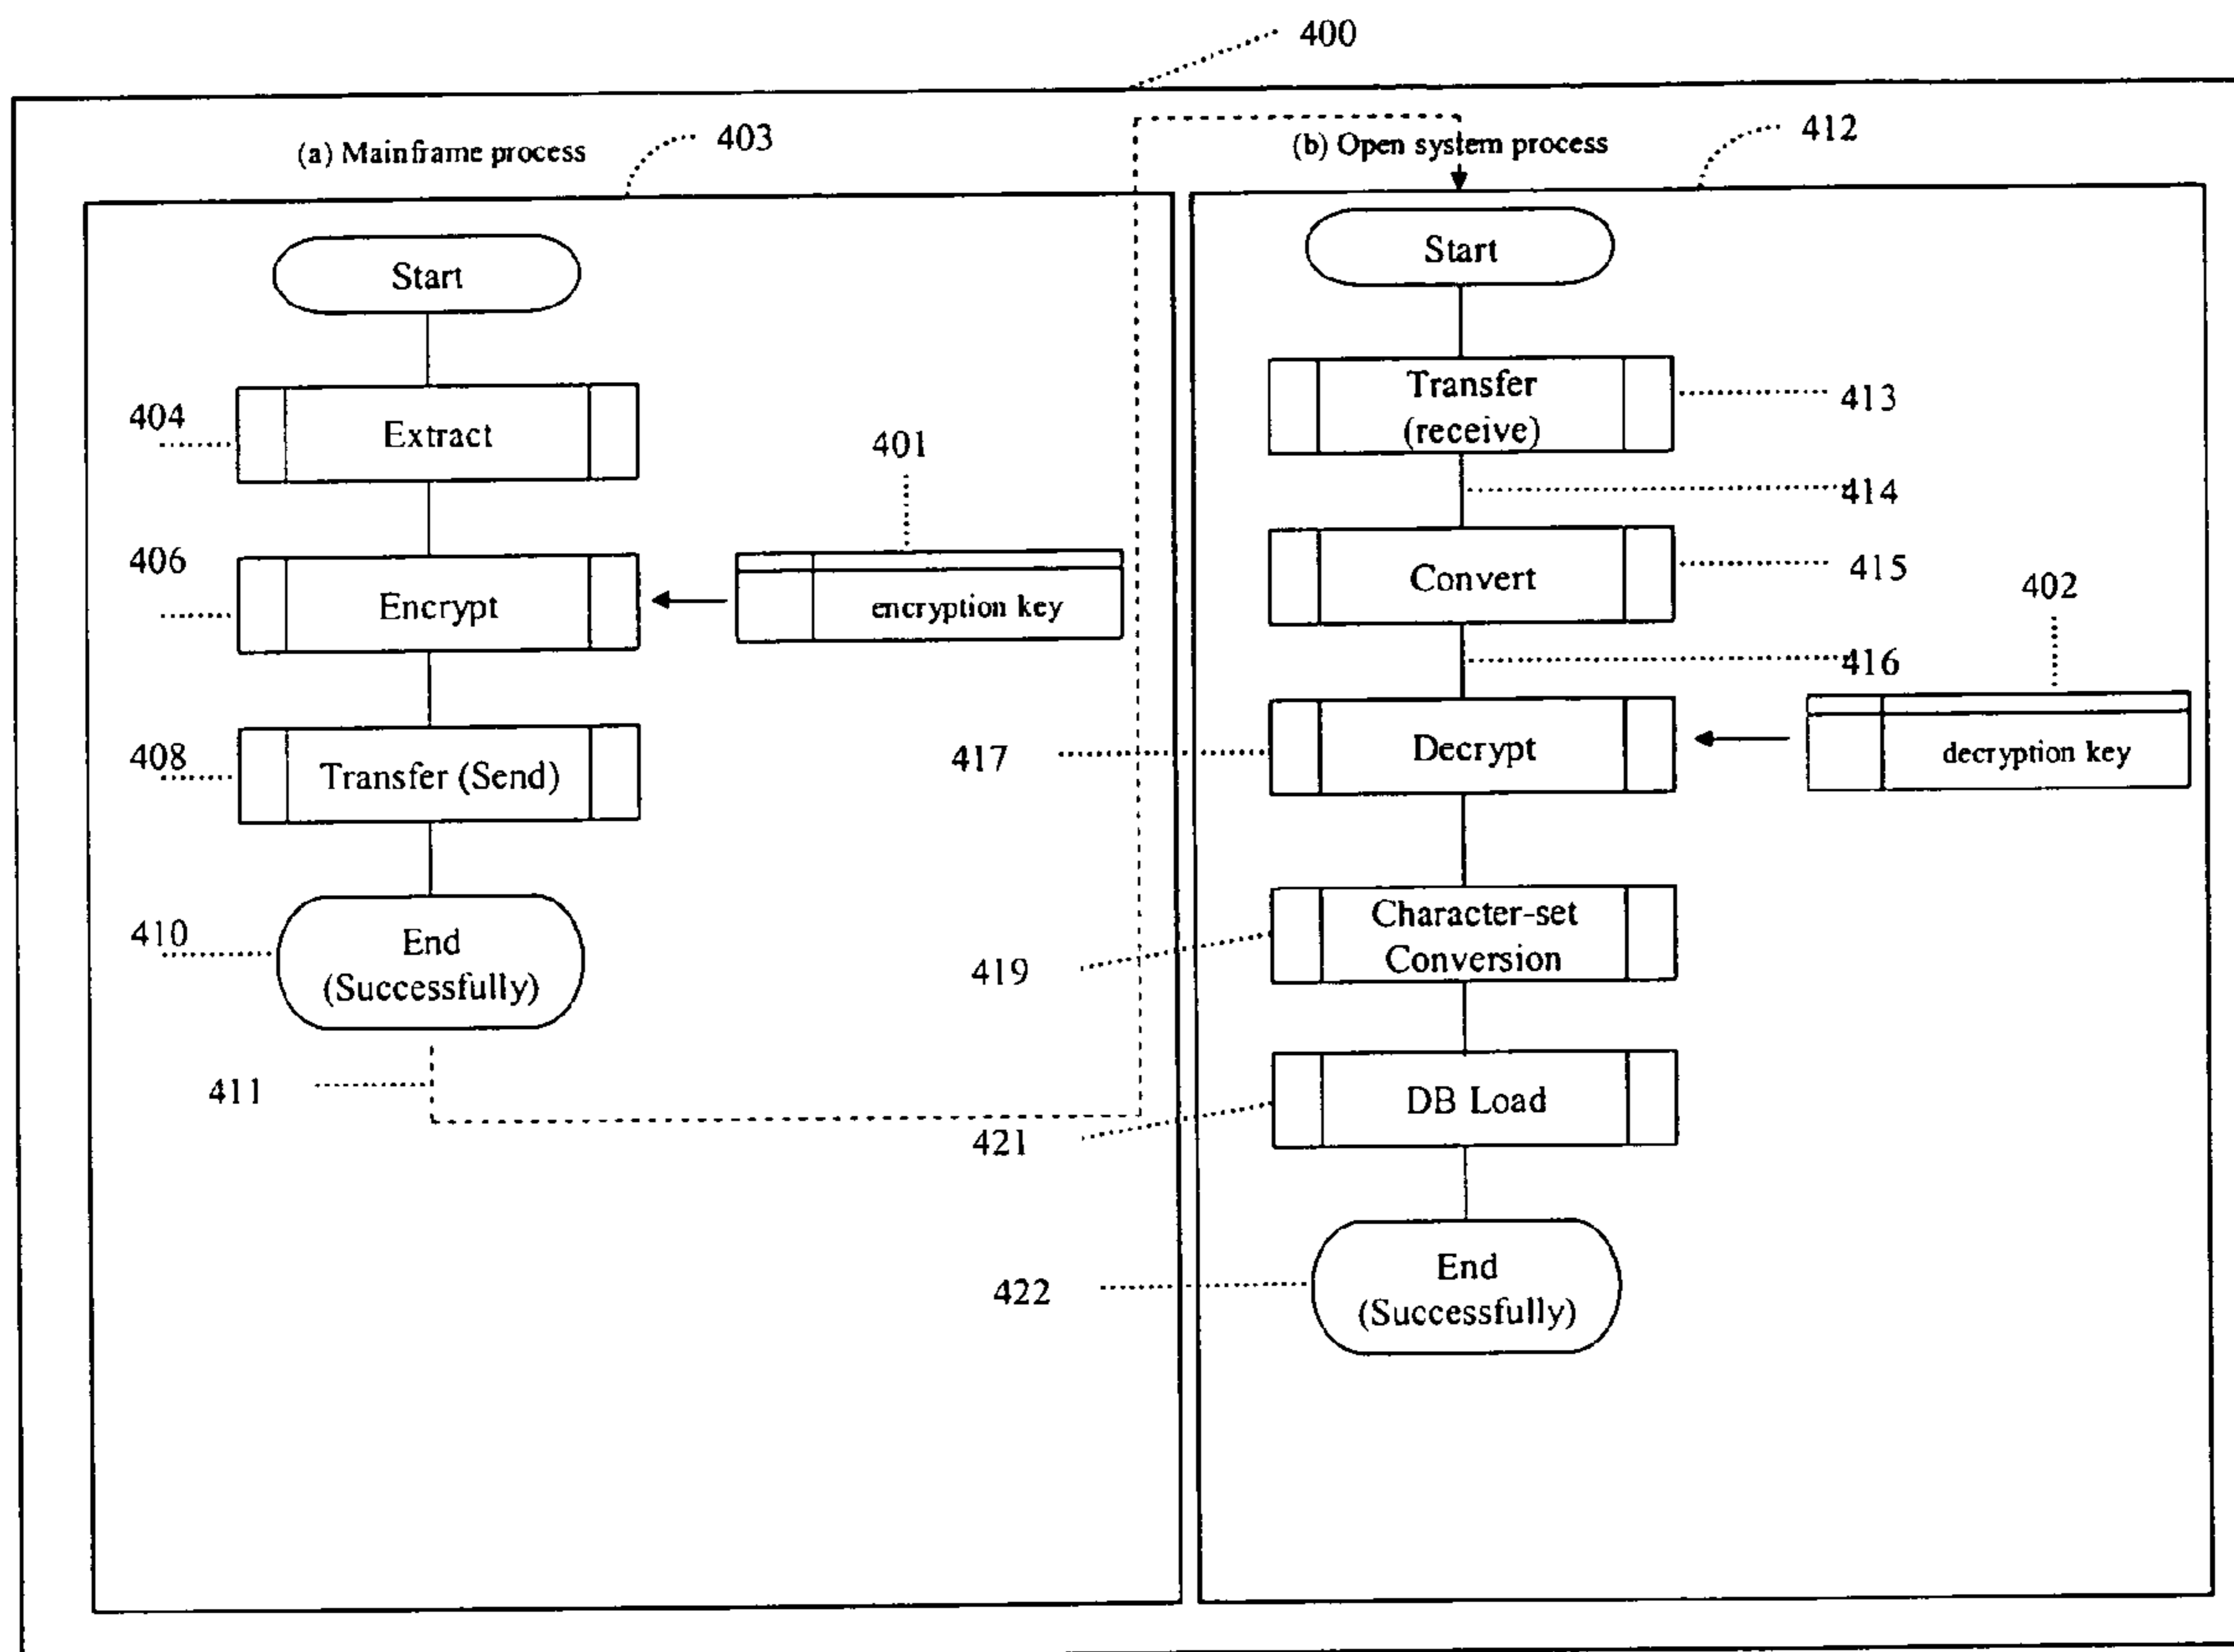 400
(a) Mainframe process
403
Start
404
Extract
401
406
Encrypt
encryption key
408
Transfer (Send)
410
End
(Successfully)
411
(b) Open system process
412
Start
Transfer
(receive)
413
414
Convert
415
402
416
417
Decrypt
decryption key
419
Character-set
Conversion
421
DB Load
422
End
(Successfully)